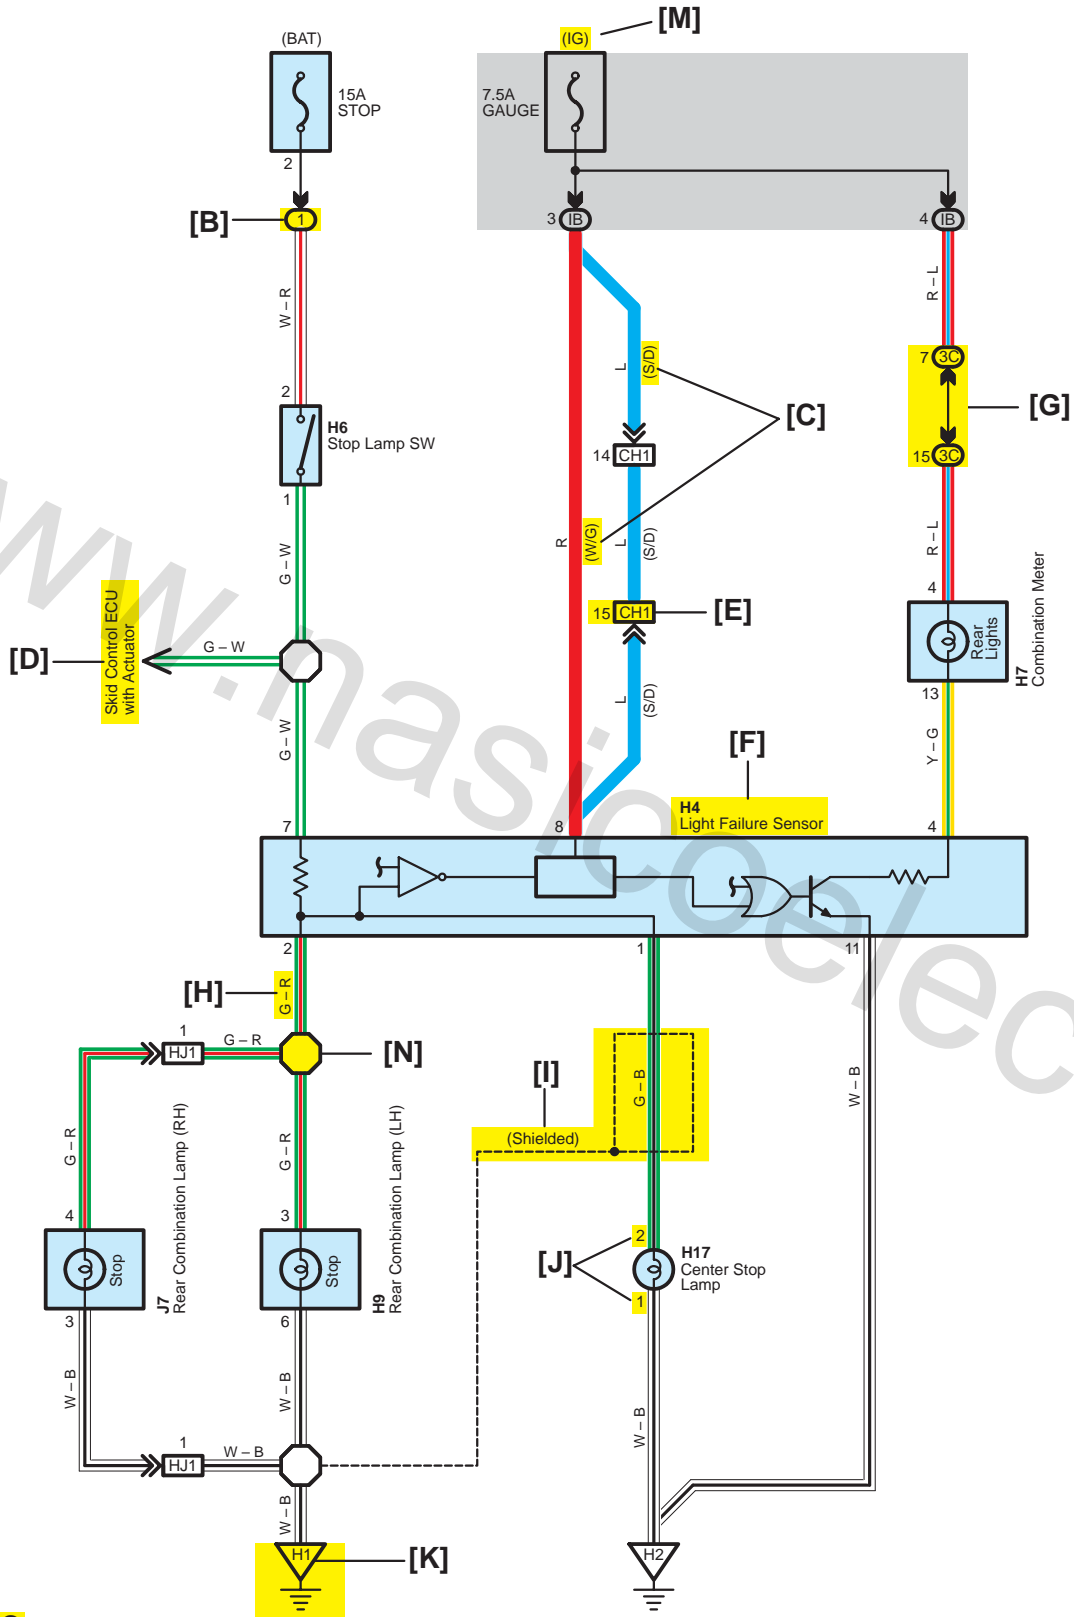 [M]
(BAT)
(IG)
15A
STOP
7.5A
GAUGE
2
[B]
1
3
IB
4
IB
W – R
R – L
L
(S/D)
7
3C
[C]
[G]
2
H6
Stop Lamp SW
14
CH1
15
3C
1
R
(W/G)
L
(S/D)
R – L
G – W
4
15
CH1
[E]
Skid Control ECU
with Actuator
[D]
G – W
Rear
Lights
H7
Combination Meter
13
L
(S/D)
G – W
Y – G
[F]
H4
Light Failure Sensor
7
8
4
2
1
11
[H]
G – R
1
HJ1
G – R
[N]
[I]
G – B
W – B
(Shielded)
G – R
G – R
J7
Rear Combination Lamp (RH)
H9
Rear Combination Lamp (LH)
4
3
2
Stop
Stop
[J]
H17
Center Stop
Lamp
3
6
1
W – B
W – B
W – B
1
HJ1
W – B
W – B
H1
[K]
H2